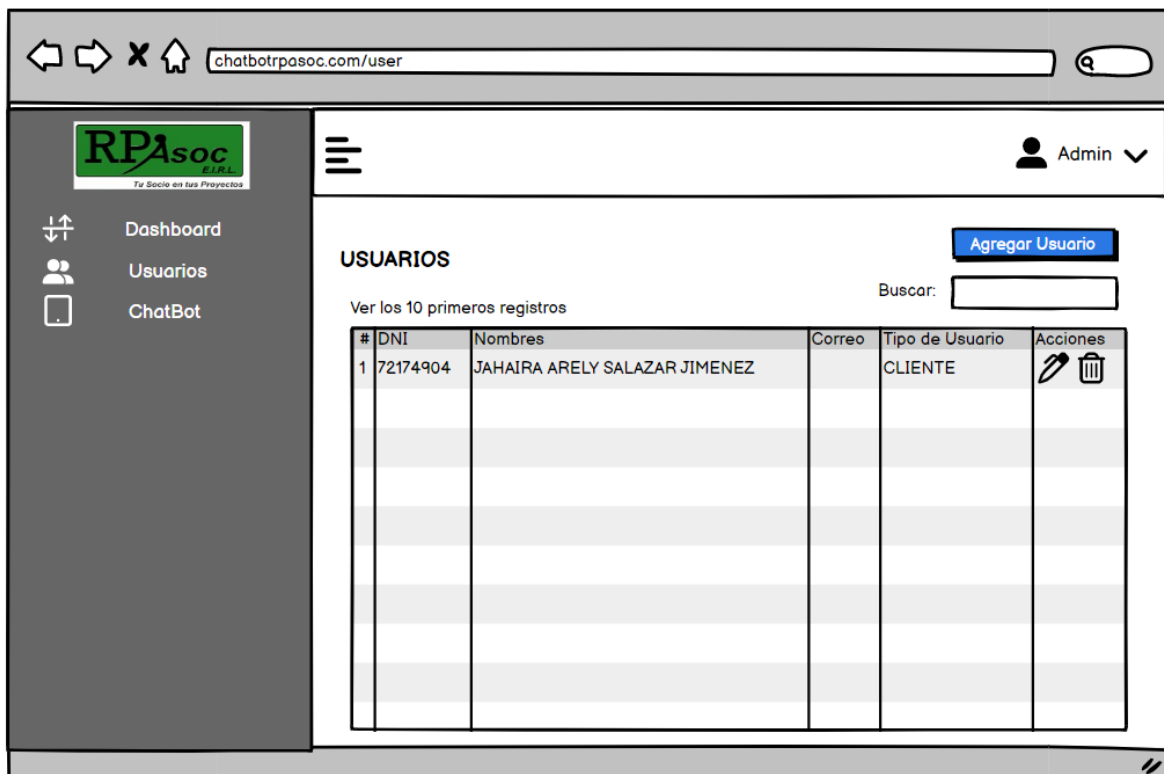 chatbotrpasoc.com/user
RPAsoc
E.I.R.L.
Tu Socio en tus Proyectos
Admin
Dashboard
Usuarios
ChatBot
USUARIOS
Agregar Usuario
Buscar:
Ver los 10 primeros registros
# DNI Nombres Correo Tipo de Usuario Acciones
1 72174904 JAHAIRA ARELY SALAZAR JIMENEZ CLIENTE